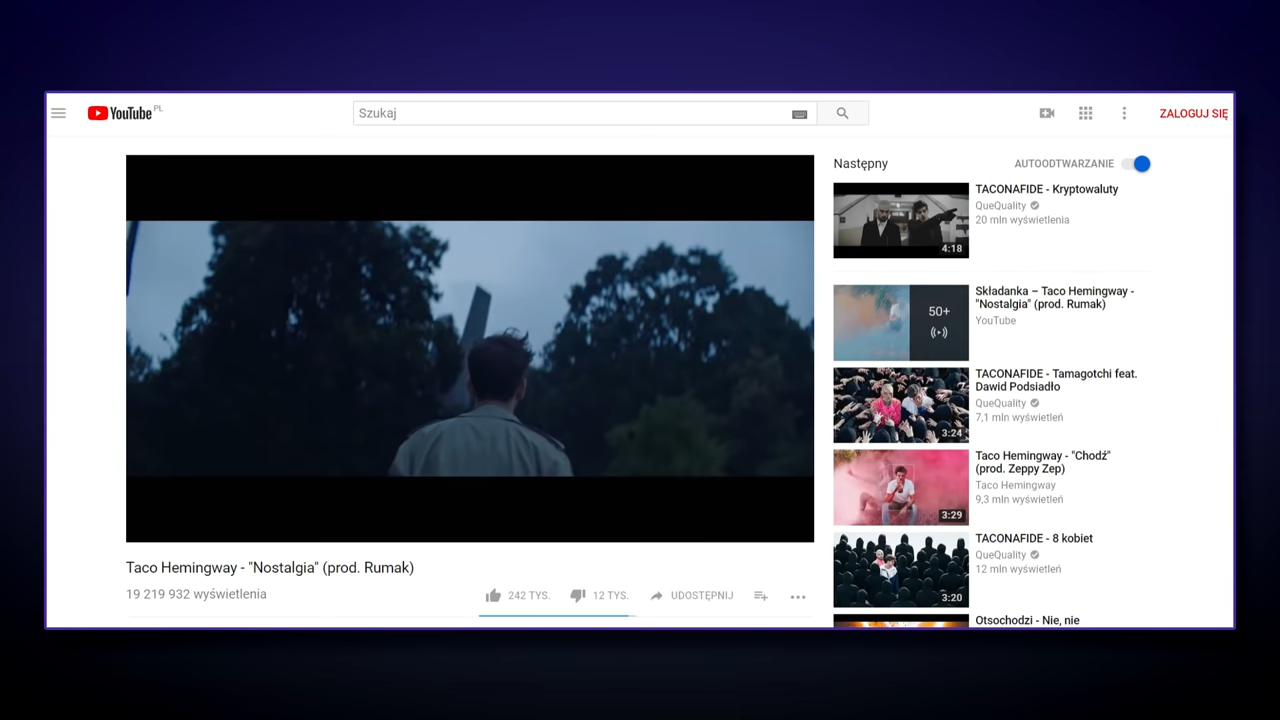 YouTube PL
Szukaj
ZALOGUJ SIĘ
Taco Hemingway - "Nostalgia" (prod. Rumak)
19 219 932 wyświetlenia
242 TYS.
12 TYS.
UDOSTĘPNIJ
Następny
AUTOODTWARZANIE
TACONAFIDE - Kryptowaluty
QueQuality
20 mln wyświetlenia
4:18
Składanka – Taco Hemingway -
"Nostalgia" (prod. Rumak)
YouTube
50+
TACONAFIDE - Tamagotchi feat.
Dawid Podsiadło
QueQuality
7,1 mln wyświetleń
3:24
Taco Hemingway - "Chodź"
(prod. Zeppy Zep)
Taco Hemingway
9,3 mln wyświetleń
3:29
TACONAFIDE - 8 kobiet
QueQuality
12 mln wyświetleń
3:20
Otsochodzi - Nie, nie